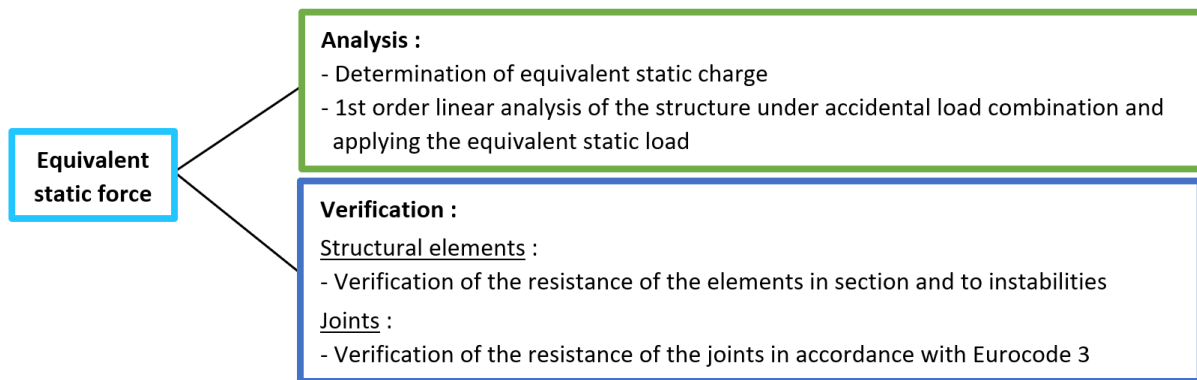 Equivalent
static force
Analysis :
- Determination of equivalent static charge
- 1st order linear analysis of the structure under accidental load combination and
applying the equivalent static load
Verification :
Structural elements :
- Verification of the resistance of the elements in section and to instabilities
Joints :
- Verification of the resistance of the joints in accordance with Eurocode 3